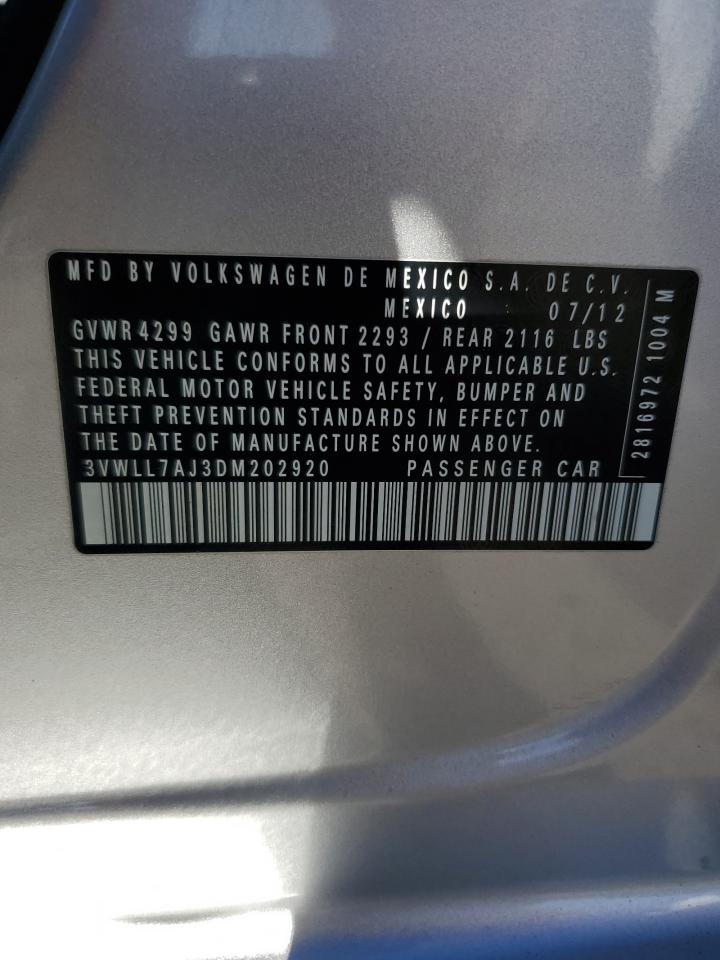 MFD BY VOLKSWAGEN DE MEXICO S.A. DE C.V.
MEXICO 07/12
GVWR 4299 GAWR FRONT 2293 / REAR 2116 LBS
THIS VEHICLE CONFORMS TO ALL APPLICABLE U.S.
FEDERAL MOTOR VEHICLE SAFETY, BUMPER AND
THEFT PREVENTION STANDARDS IN EFFECT ON
THE DATE OF MANUFACTURE SHOWN ABOVE.
3VWLL7AJ3DM202920 PASSENGER CAR
2816972 1004 M